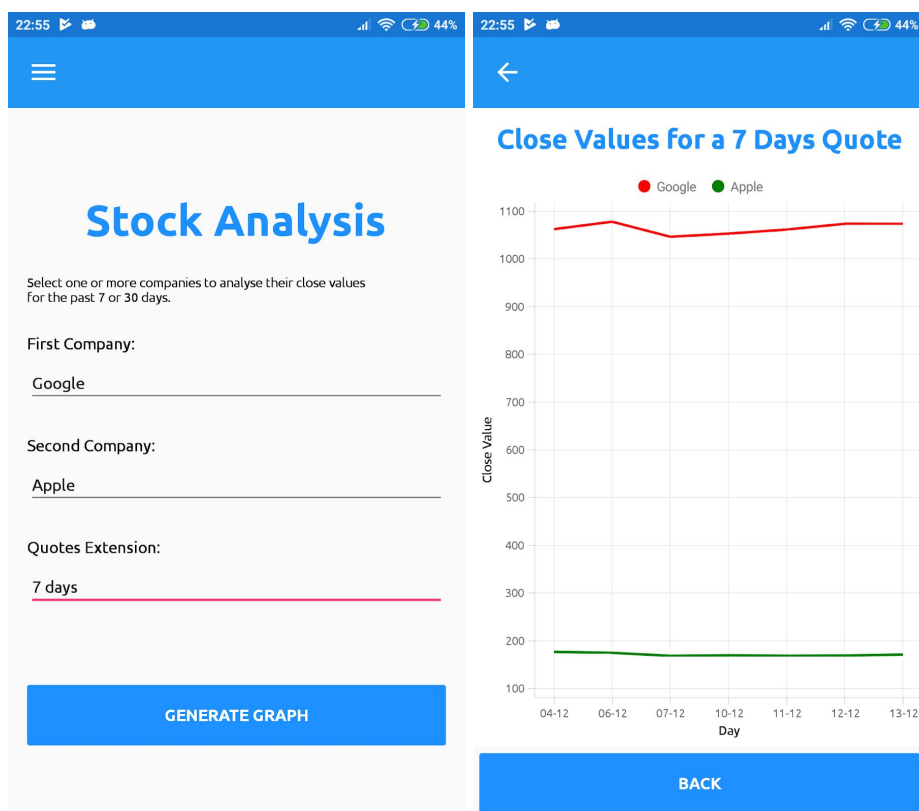 22:55
44%
Stock Analysis
Select one or more companies to analyse their close values
for the past 7 or 30 days.
First Company:
Google
Second Company:
Apple
Quotes Extension:
7 days
GENERATE GRAPH
22:55
44%
Close Values for a 7 Days Quote
Google Apple
1100
1000
900
800
700
600
500
400
300
200
100
Close Value
04-12 06-12 07-12 10-12 11-12 12-12 13-12
Day
BACK